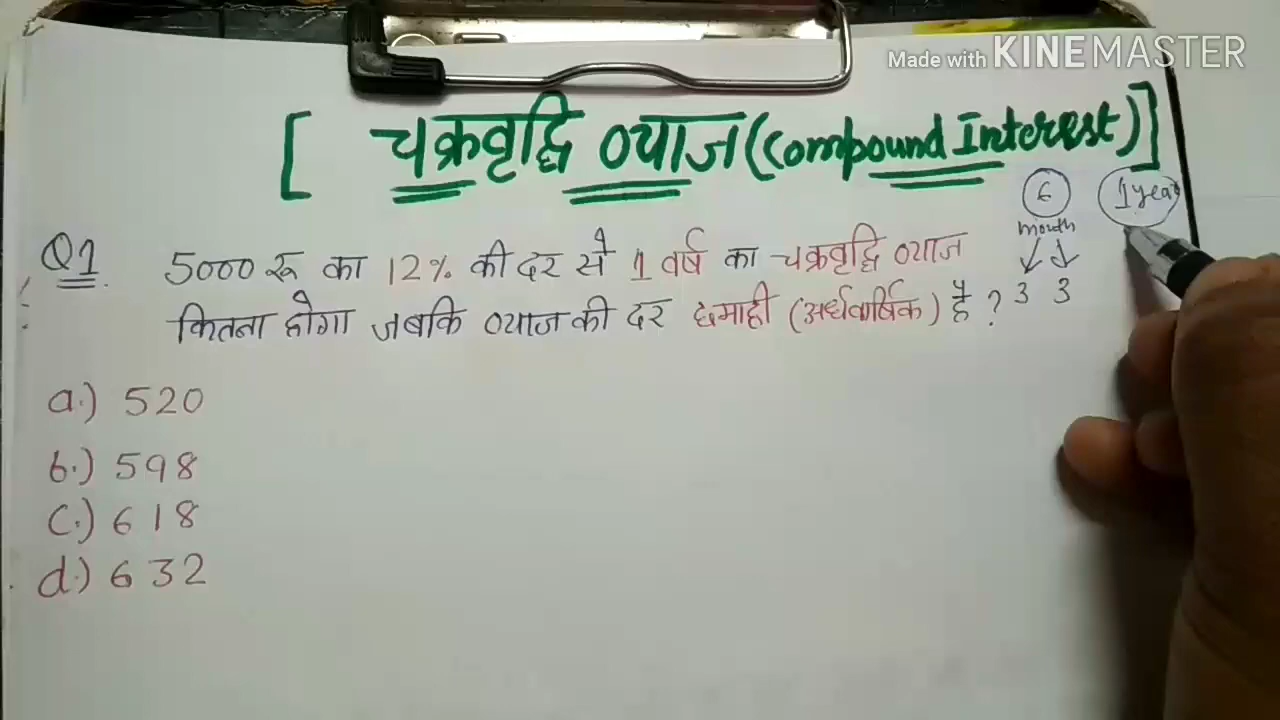 Made with KINEMASTER
[ चक्रवृद्धि ब्याज (Compound Interest) ]
6 1 year
month
Q1. 5000 रू का 12% की दर से 1 वर्ष का चक्रवृद्धि ब्याज
कितना होगा जबकि ब्याज की दर छमाही (अर्धवार्षिक) है ?
3 3
a.) 520
b.) 598
c.) 618
d.) 632